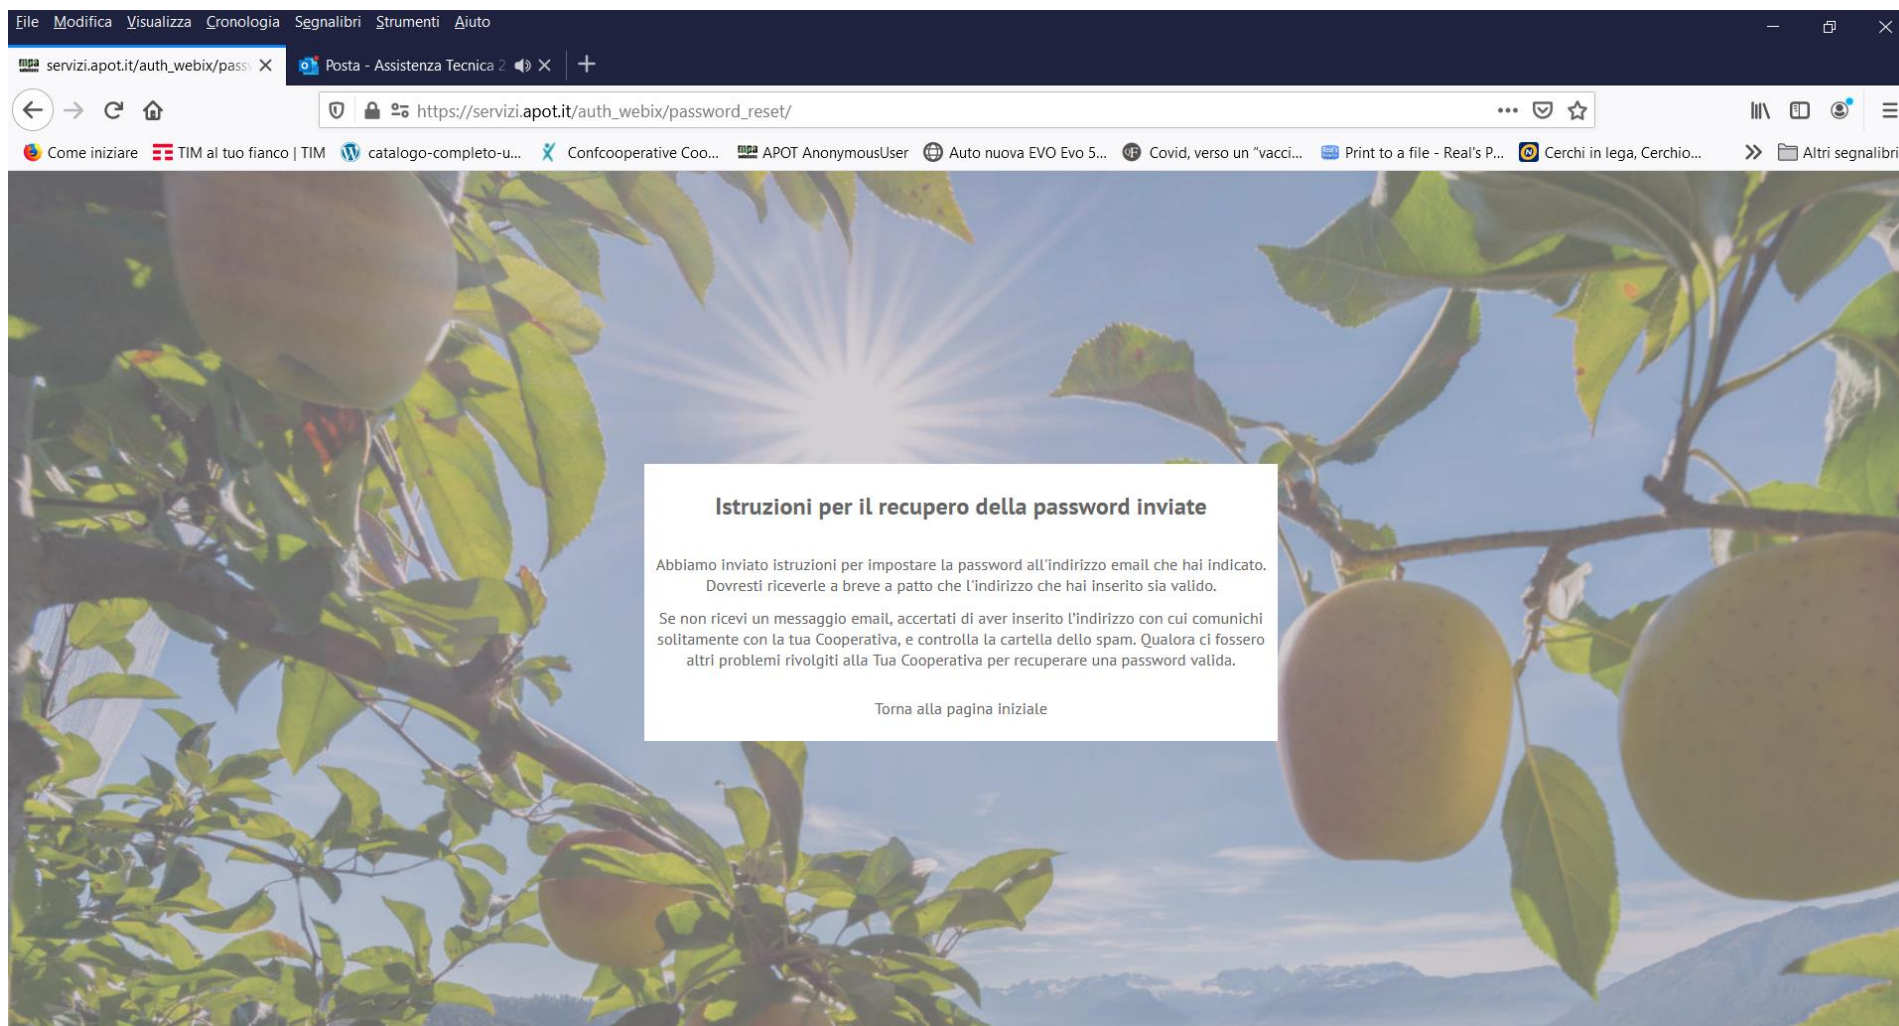 File Modifica Visualizza Cronologia Segnalibri Strumenti Aiuto
servizi.apot.it/auth_webix/passw Posta - Assistenza Tecnica 2
https://servizi.apot.it/auth_webix/password_reset/
Come iniziare TIM al tuo fianco | TIM catalogo-completo-u... Confcooperative Coo... APOT AnonymousUser Auto nuova EVO Evo 5... Covid, verso un "vacci... Print to a file - Real's P... Cerchi in lega, Cerchio... Altri segnalibri
Istruzioni per il recupero della password inviate
Abbiamo inviato istruzioni per impostare la password all'indirizzo email che hai indicato.
Dovresti riceverle a breve a patto che l'indirizzo che hai inserito sia valido.
Se non ricevi un messaggio email, accertati di aver inserito l'indirizzo con cui comunichi
solitamente con la tua Cooperativa, e controlla la cartella dello spam. Qualora ci fossero
altri problemi rivolgiti alla Tua Cooperativa per recuperare una password valida.
Torna alla pagina iniziale